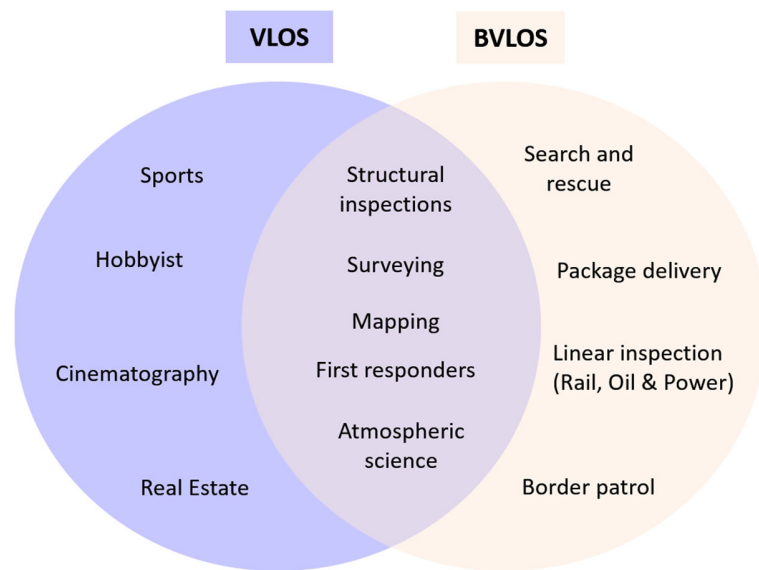 VLOS
BVLOS
Sports
Hobbyist
Cinematography
Real Estate
Structural
inspections
Surveying
Mapping
First responders
Atmospheric
science
Search and
rescue
Package delivery
Linear inspection
(Rail, Oil & Power)
Border patrol